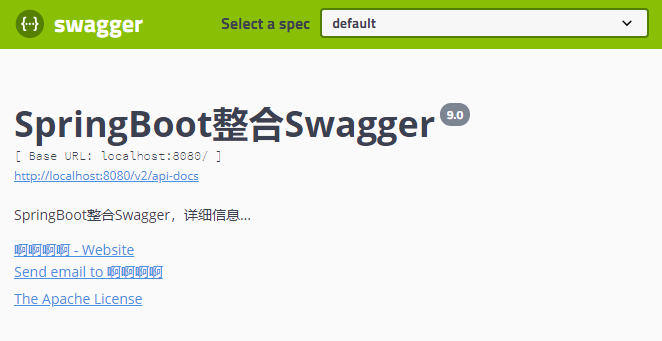 {···} swagger Select a spec default
SpringBoot整合Swagger 9.0
[ Base URL: localhost:8080/ ]
http://localhost:8080/v2/api-docs
SpringBoot整合Swagger，详细信息...
啊啊啊啊 - Website
Send email to 啊啊啊啊
The Apache License